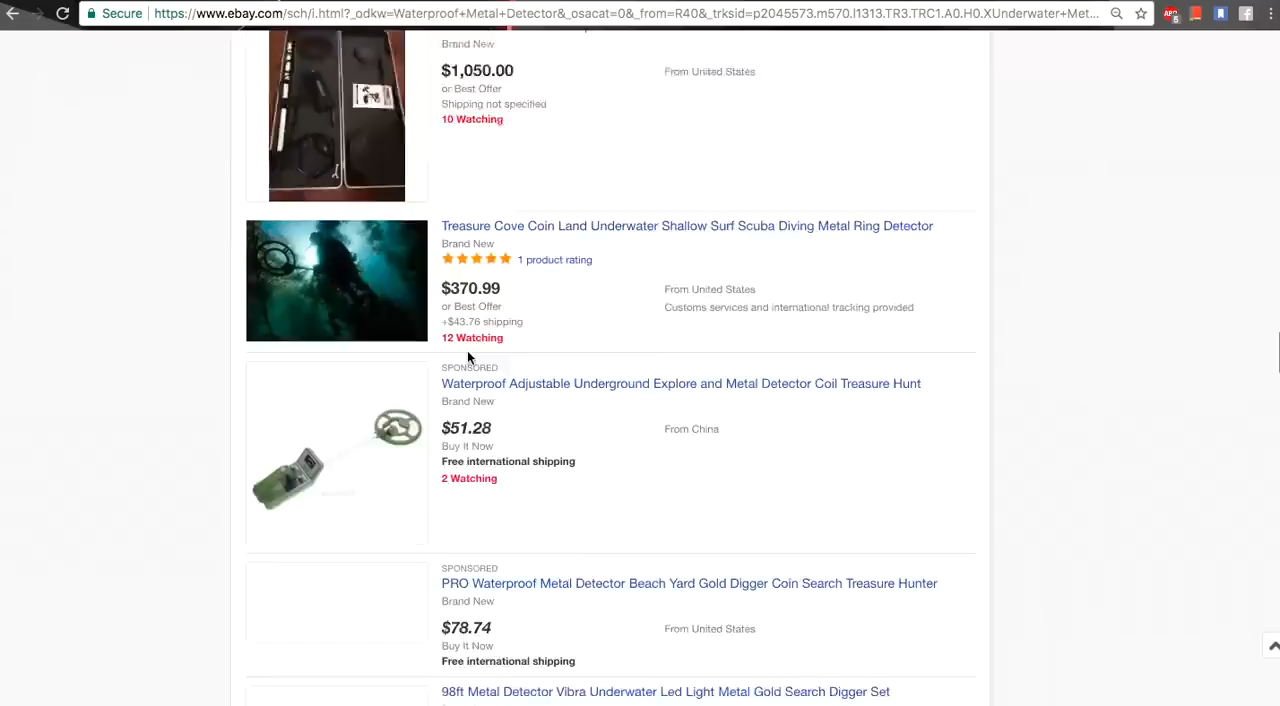 Secure https://www.ebay.com/sch/i.html?_odkw=Waterproof+Metal+Detector&_osacat=0&_from=R40&_trksid=p2045573.m570.l1313.TR3.TRC1.A0.H0.XUnderwater+Met...
5
Brand New
$1,050.00
From United States
or Best Offer
Shipping not specified
10 Watching
Treasure Cove Coin Land Underwater Shallow Surf Scuba Diving Metal Ring Detector
Brand New
1 product rating
$370.99
From United States
or Best Offer
Customs services and international tracking provided
+$43.76 shipping
12 Watching
SPONSORED
Waterproof Adjustable Underground Explore and Metal Detector Coil Treasure Hunt
Brand New
$51.28
From China
Buy It Now
Free international shipping
2 Watching
SPONSORED
PRO Waterproof Metal Detector Beach Yard Gold Digger Coin Search Treasure Hunter
Brand New
$78.74
From United States
Buy It Now
Free international shipping
98ft Metal Detector Vibra Underwater Led Light Metal Gold Search Digger Set